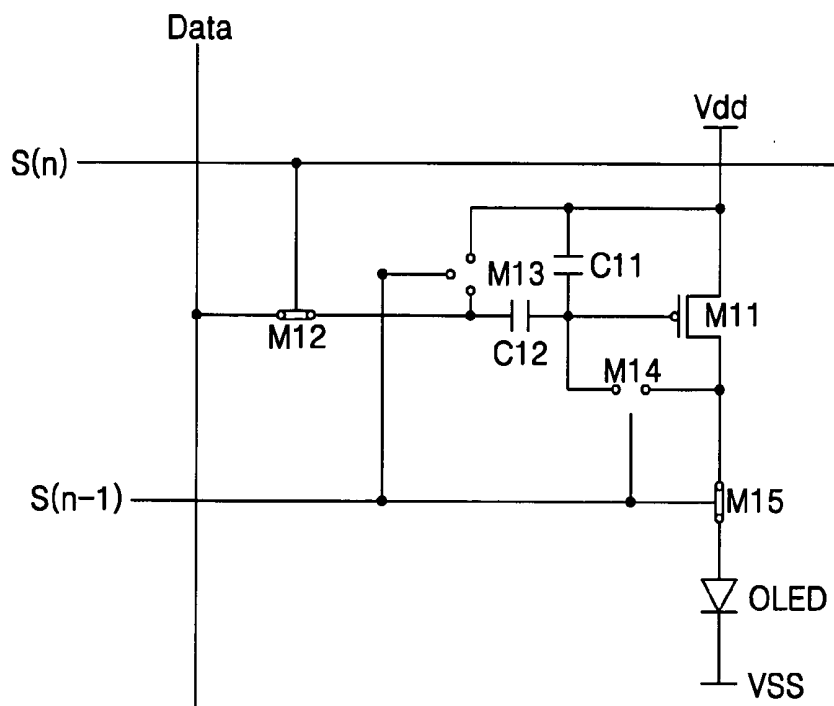 Data
Vdd
S(n)
M13
C11
M11
M12
C12
M14
S(n-1)
M15
OLED
VSS